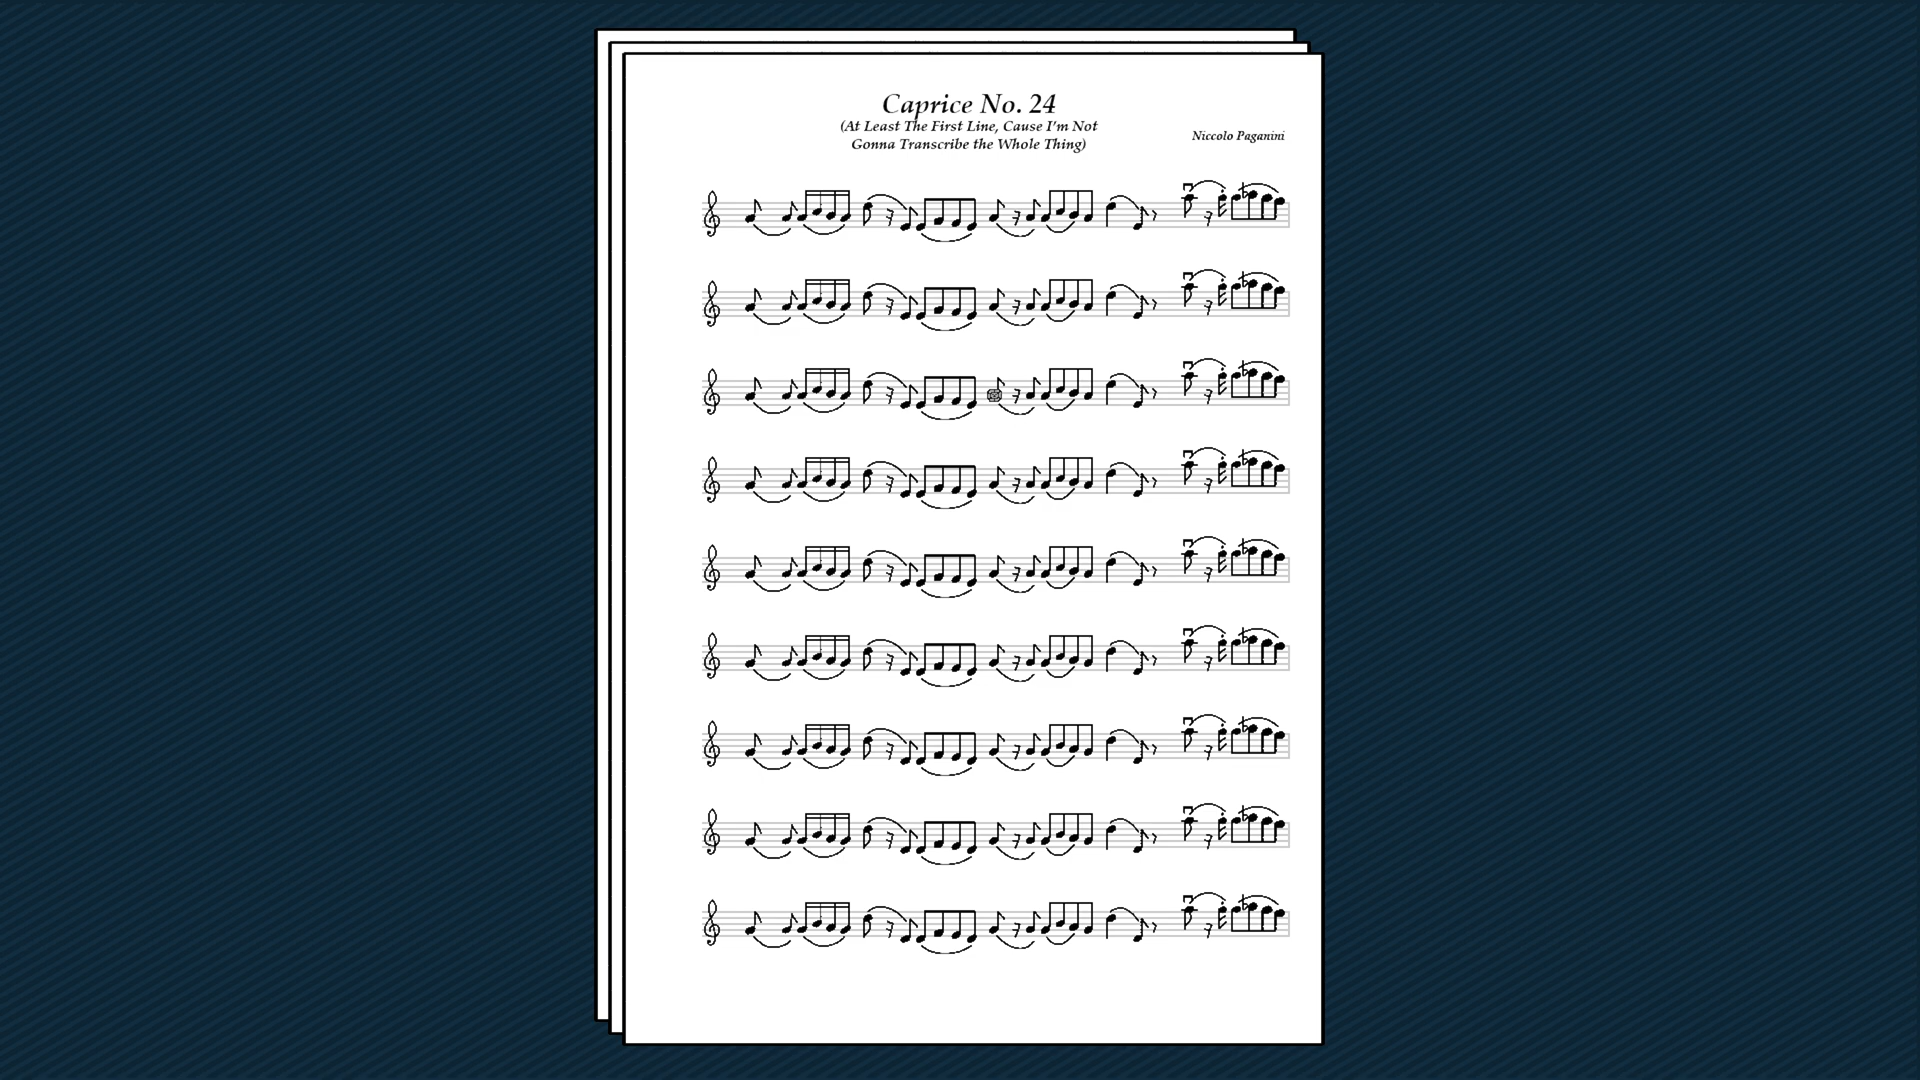 Caprice No. 24
(At Least The First Line, Cause I'm Not
Gonna Transcribe the Whole Thing)
Niccolo Paganini